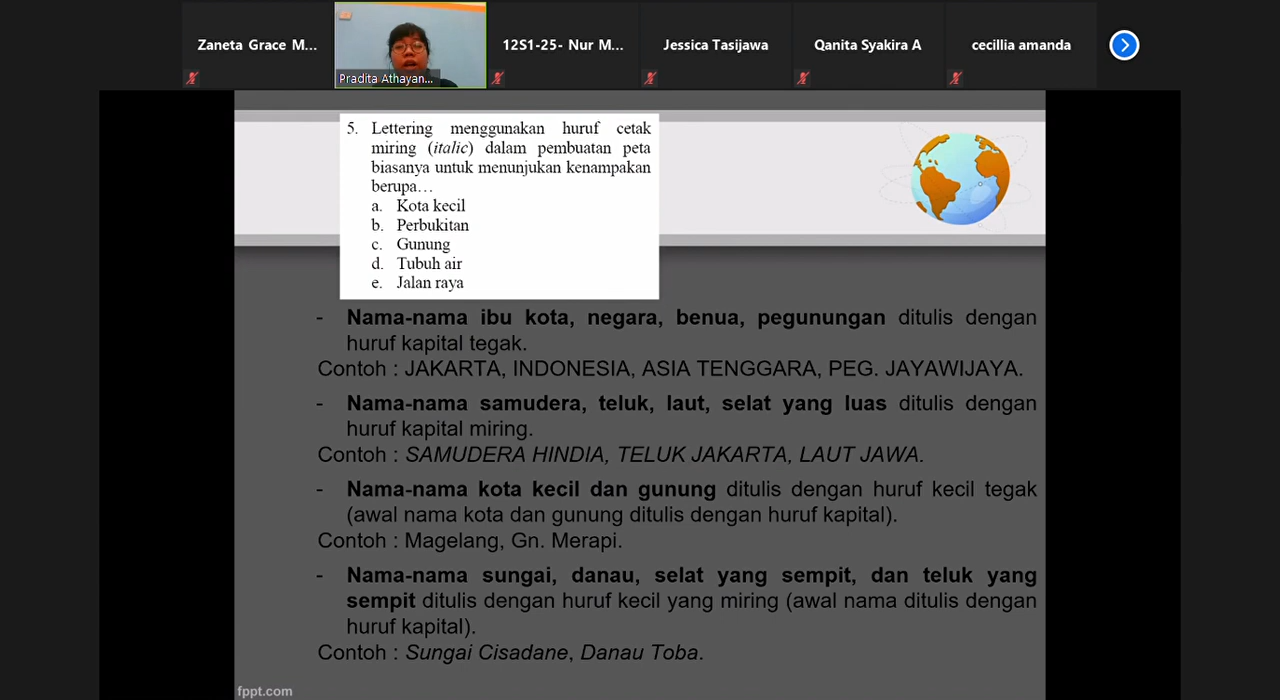 Zaneta Grace M...
Pradita Athayan...
12S1-25- Nur M...
Jessica Tasijawa
Qanita Syakira A
cecillia amanda
5. Lettering menggunakan huruf cetak
miring (italic) dalam pembuatan peta
biasanya untuk menunjukan kenampakan
berupa…
a. Kota kecil
b. Perbukitan
c. Gunung
d. Tubuh air
e. Jalan raya
- Nama-nama ibu kota, negara, benua, pegunungan ditulis dengan
huruf kapital tegak.
Contoh : JAKARTA, INDONESIA, ASIA TENGGARA, PEG. JAYAWIJAYA.
- Nama-nama samudera, teluk, laut, selat yang luas ditulis dengan
huruf kapital miring.
Contoh : SAMUDERA HINDIA, TELUK JAKARTA, LAUT JAWA.
- Nama-nama kota kecil dan gunung ditulis dengan huruf kecil tegak
(awal nama kota dan gunung ditulis dengan huruf kapital).
Contoh : Magelang, Gn. Merapi.
- Nama-nama sungai, danau, selat yang sempit, dan teluk yang
sempit ditulis dengan huruf kecil yang miring (awal nama ditulis dengan
huruf kapital).
Contoh : Sungai Cisadane, Danau Toba.
fppt.com